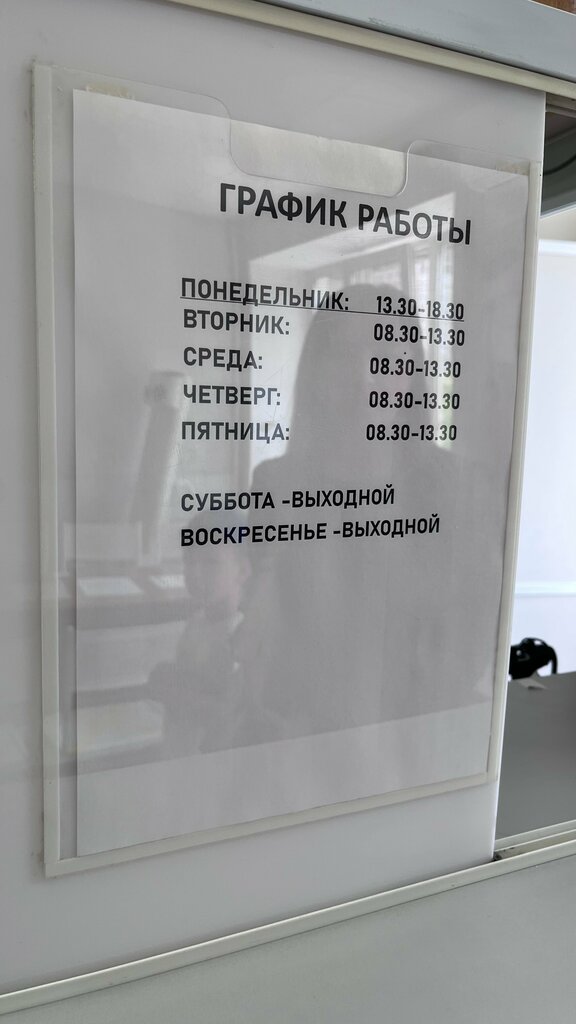 ГРАФИК РАБОТЫ
ПОНЕДЕЛЬНИК: 13.30-18.30
ВТОРНИК: 08.30-13.30
СРЕДА: 08.30-13.30
ЧЕТВЕРГ: 08.30-13.30
ПЯТНИЦА: 08.30-13.30
СУББОТА -ВЫХОДНОЙ
ВОСКРЕСЕНЬЕ -ВЫХОДНОЙ